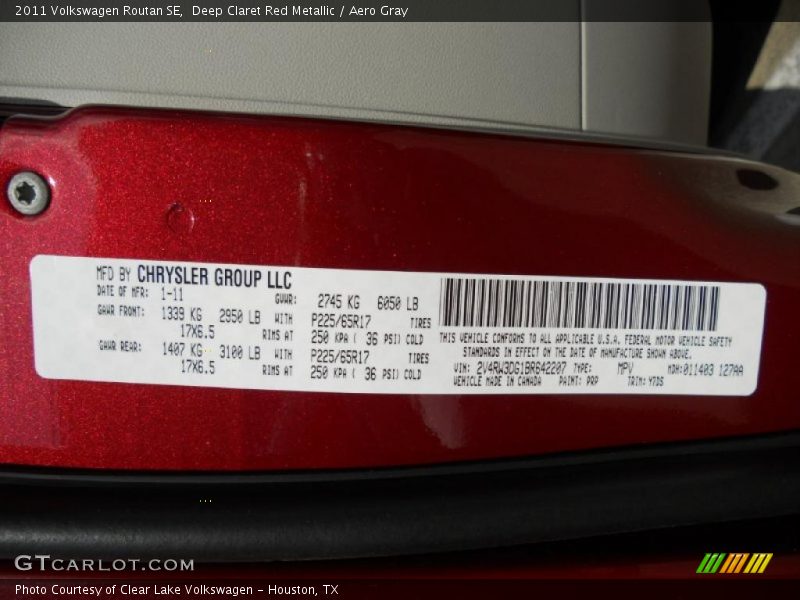 2011 Volkswagen Routan SE,  Deep Claret Red Metallic / Aero Gray
MFD BY CHRYSLER GROUP LLC
DATE OF MFR: 1-11 GVWR: 2745 KG 6050 LB
GAWR FRONT: 1339 KG 2950 LB WITH P225/65R17 TIRES
17X6.5 RIMS AT 250 KPA ( 36 PSI) COLD
GAWR REAR: 1407 KG 3100 LB WITH P225/65R17 TIRES
17X6.5 RIMS AT 250 KPA ( 36 PSI) COLD
THIS VEHICLE CONFORMS TO ALL APPLICABLE U.S.A. FEDERAL MOTOR VEHICLE SAFETY
STANDARDS IN EFFECT ON THE DATE OF MANUFACTURE SHOWN ABOVE.
VIN: 2V4RW3DG1BR642207 TYPE: MPV MDH:011403 127AA
VEHICLE MADE IN CANADA PAINT: PRP TRIM: Y7DS
GTCARLOT.COM
Photo Courtesy of Clear Lake Volkswagen - Houston, TX